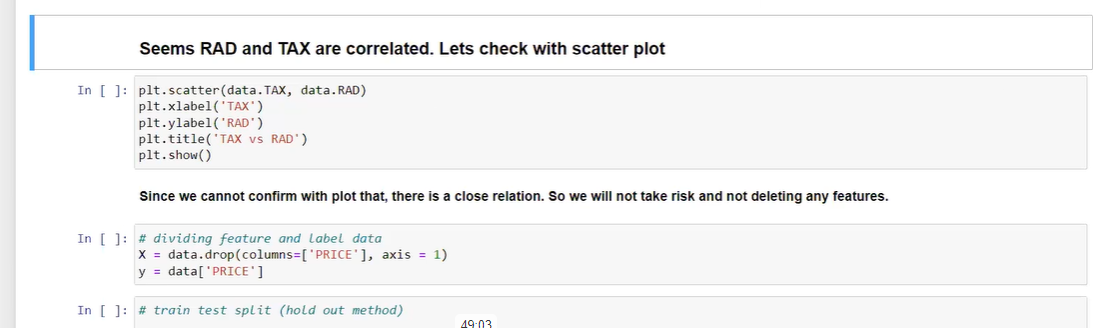 Seems RAD and TAX are correlated. Lets check with scatter plot
In [ ]: plt.scatter(data.TAX, data.RAD)
plt.xlabel('TAX')
plt.ylabel('RAD')
plt.title('TAX vs RAD')
plt.show()
Since we cannot confirm with plot that, there is a close relation. So we will not take risk and not deleting any features.
In [ ]: # dividing feature and label data
X = data.drop(columns=['PRICE'], axis = 1)
y = data['PRICE']
In [ ]: # train test split (hold out method)
49:03